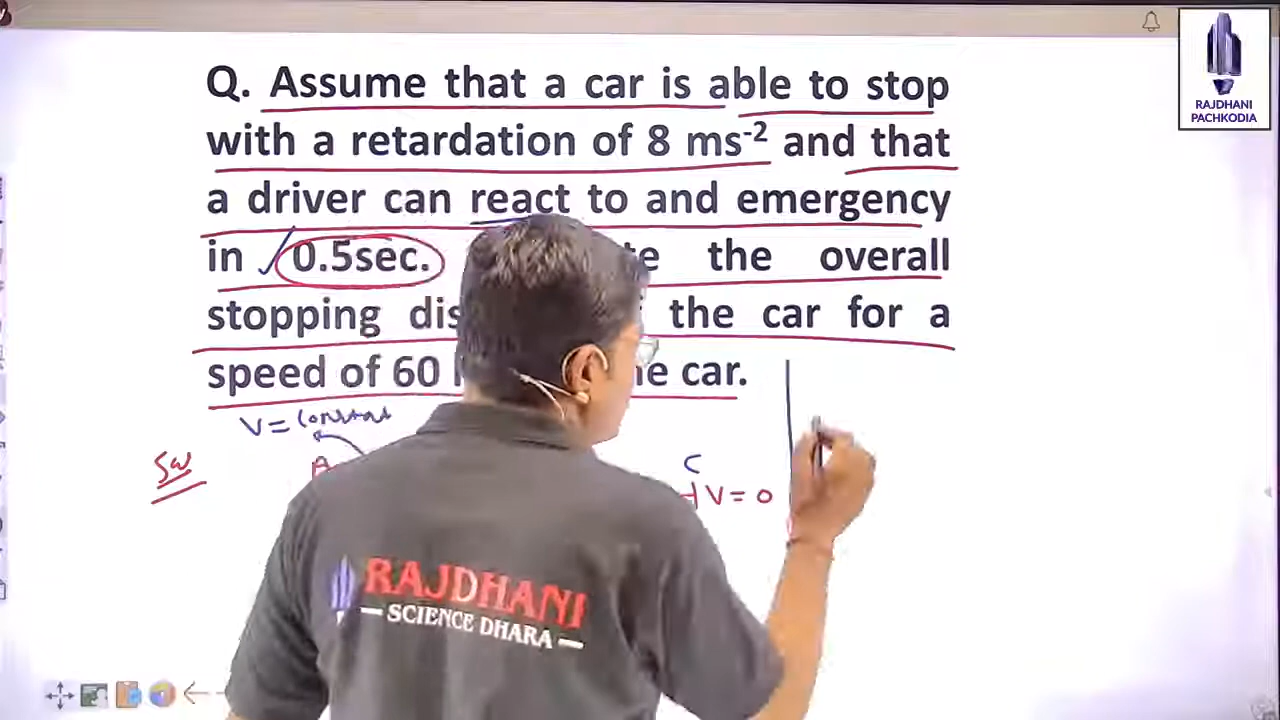 Q. Assume that a car is able to stop
with a retardation of 8 ms-2 and that
a driver can react to and emergency
in 0.5sec. the overall
stopping the car for a
speed of 60 car.
V = constant
Sol
A
C
V = 0
RAJDHANI
SCIENCE DHARA
RAJDHANI
PACHKODIA